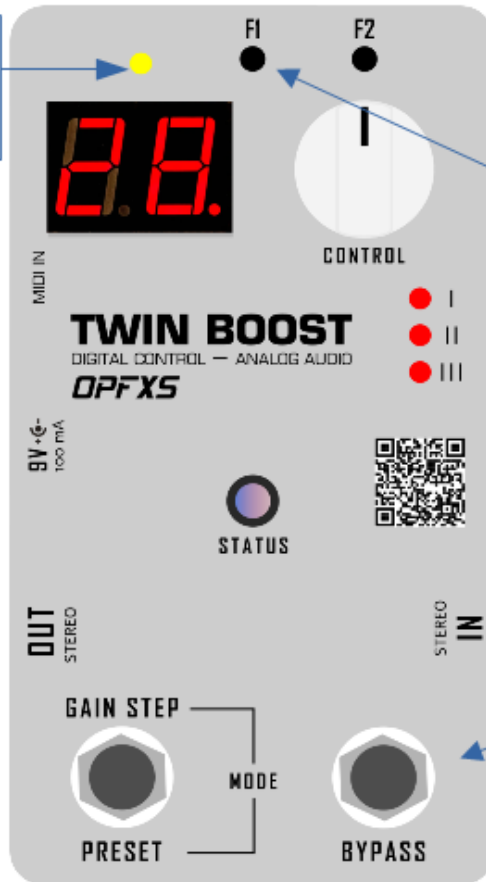 F1 F2
28.
CONTROL
MIDI IN
I
II
III
TWIN BOOST
DIGITAL CONTROL — ANALOG AUDIO
OPFXS
9V
100 mA
STATUS
OUT
STEREO
IN
STEREO
GAIN STEP
MODE
PRESET
BYPASS